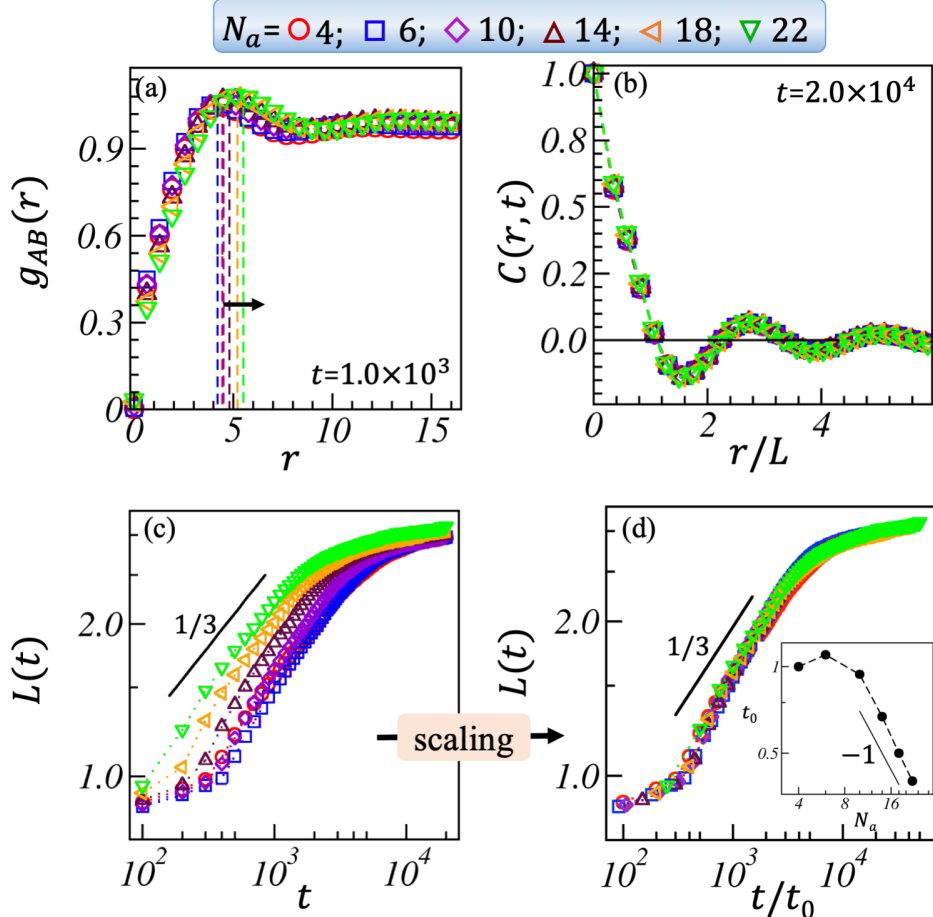 N_a= 4; 6; 10; 14; 18; 22
(a)
0.9
0.6
0.3
0
g_AB(r)
t=1.0×10^3
0 5 10 15
r
(b)
t=2.0×10^4
1.0
0.8
0.5
0.2
0.0
C(r,t)
0 2 4
r/L
(c)
1/3
2.0
1.0
L(t)
10^2 10^3 10^4
t
scaling
(d)
1/3
2.0
1.0
L(t)
10^2 10^3 10^4
t/t_0
1
t_0
0.5
−1
4 8 16
N_a